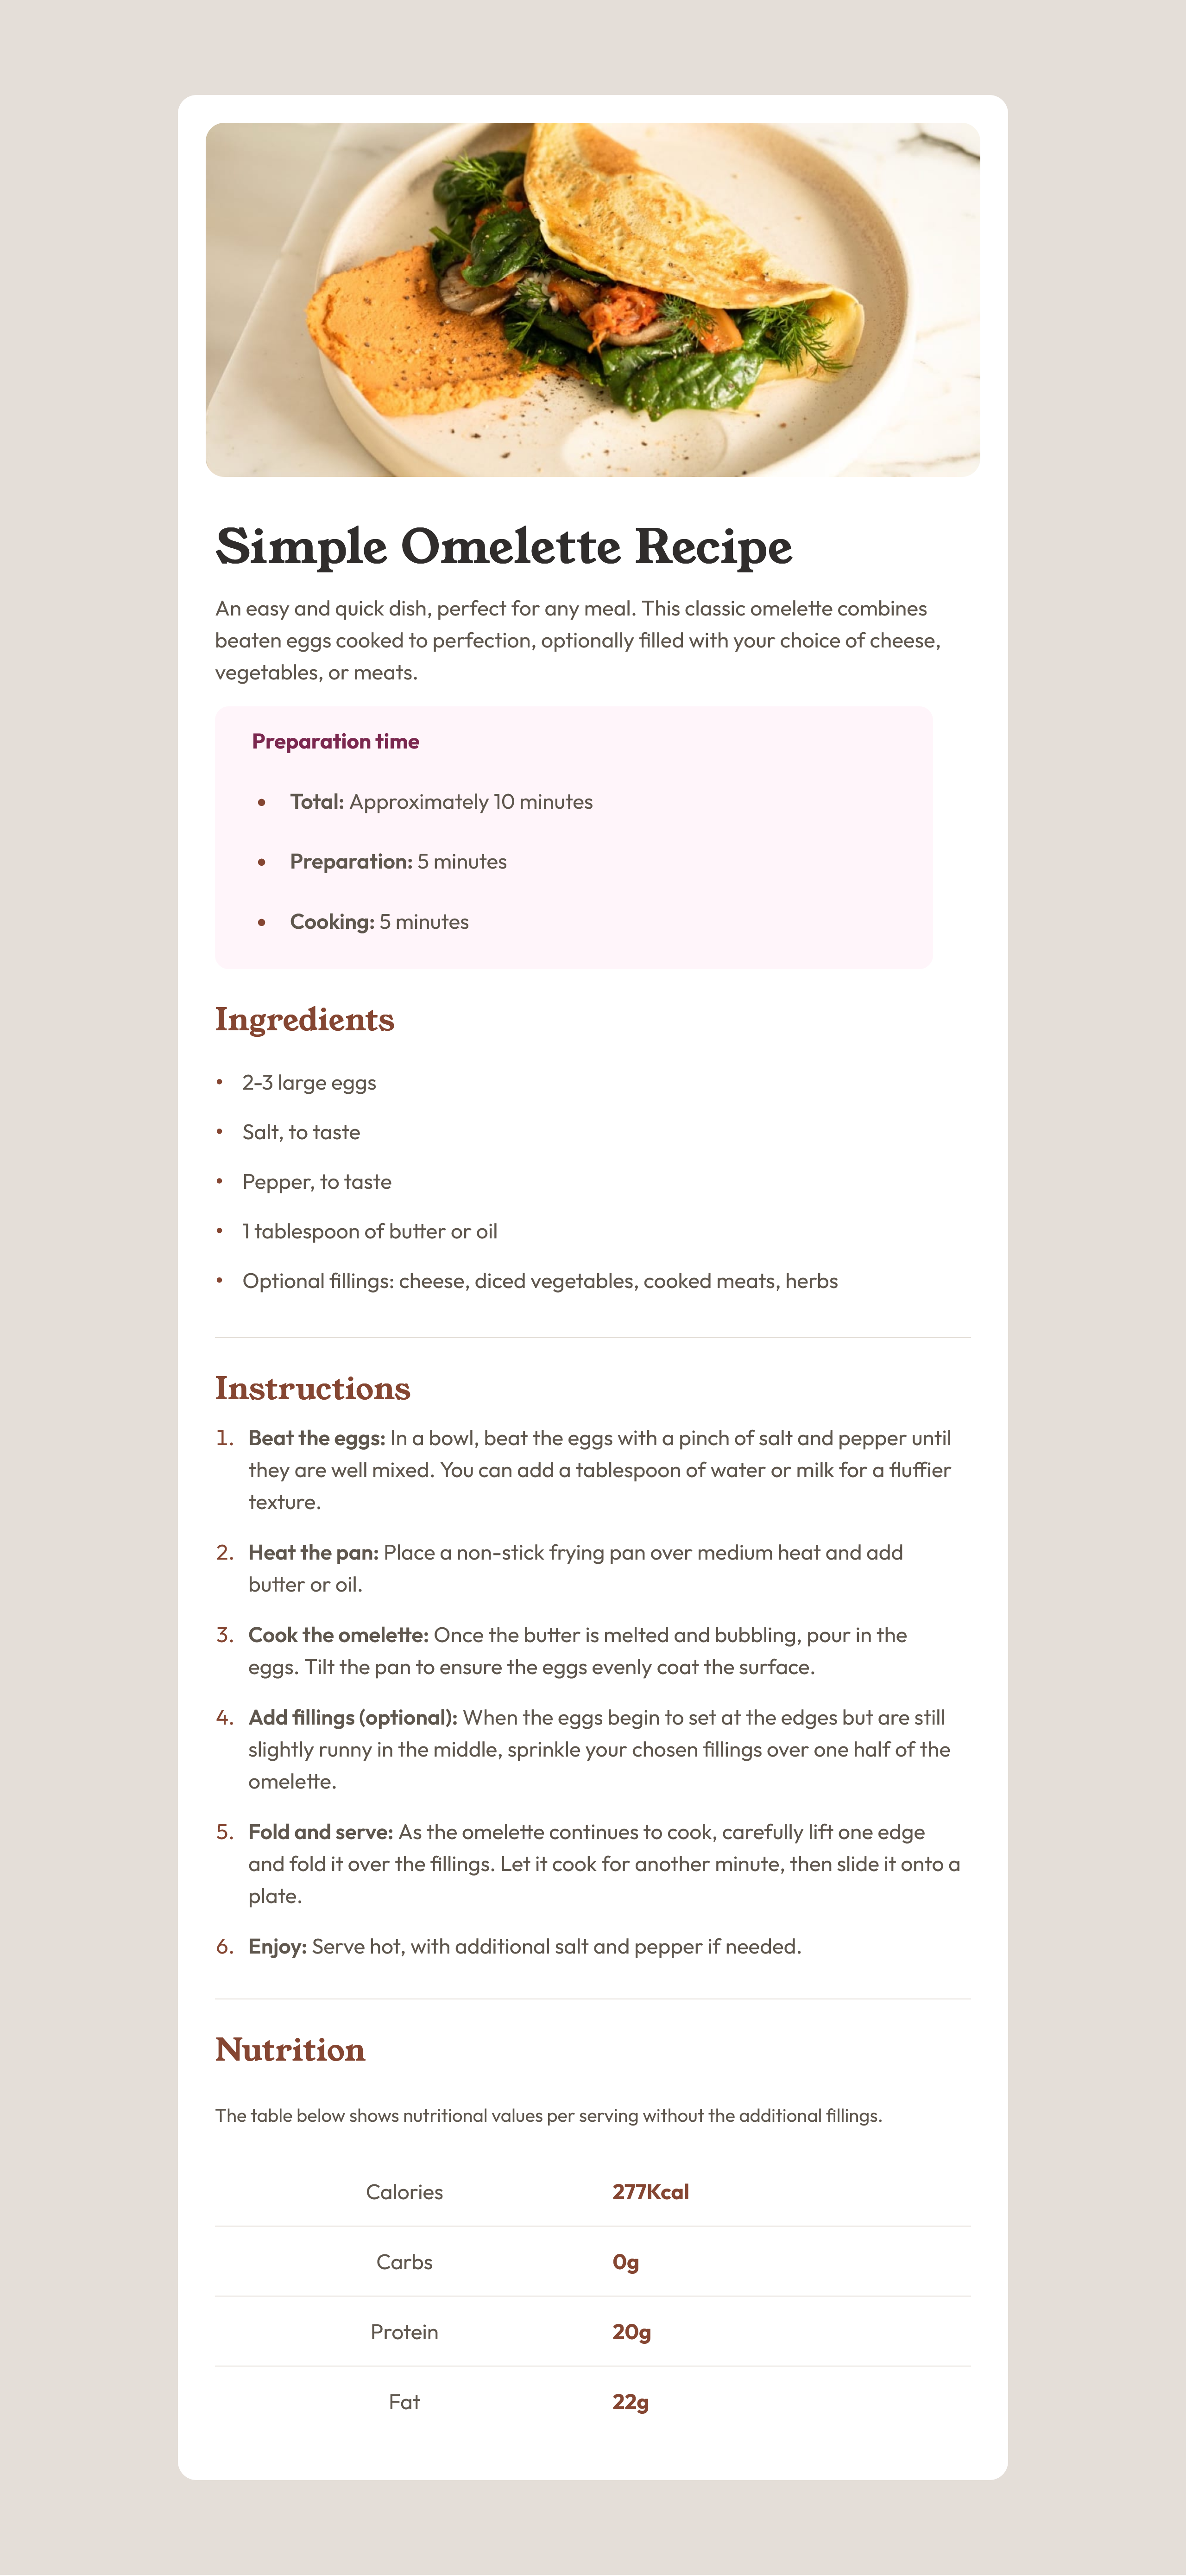 Simple Omelette Recipe
An easy and quick dish, perfect for any meal. This classic omelette combines
beaten eggs cooked to perfection, optionally filled with your choice of cheese,
vegetables, or meats.
Preparation time
• Total: Approximately 10 minutes
• Preparation: 5 minutes
• Cooking: 5 minutes
Ingredients
• 2-3 large eggs
• Salt, to taste
• Pepper, to taste
• 1 tablespoon of butter or oil
• Optional fillings: cheese, diced vegetables, cooked meats, herbs
Instructions
1. Beat the eggs: In a bowl, beat the eggs with a pinch of salt and pepper until
they are well mixed. You can add a tablespoon of water or milk for a fluffier
texture.
2. Heat the pan: Place a non-stick frying pan over medium heat and add
butter or oil.
3. Cook the omelette: Once the butter is melted and bubbling, pour in the
eggs. Tilt the pan to ensure the eggs evenly coat the surface.
4. Add fillings (optional): When the eggs begin to set at the edges but are still
slightly runny in the middle, sprinkle your chosen fillings over one half of the
omelette.
5. Fold and serve: As the omelette continues to cook, carefully lift one edge
and fold it over the fillings. Let it cook for another minute, then slide it onto a
plate.
6. Enjoy: Serve hot, with additional salt and pepper if needed.
Nutrition
The table below shows nutritional values per serving without the additional fillings.
Calories 277Kcal
Carbs 0g
Protein 20g
Fat 22g